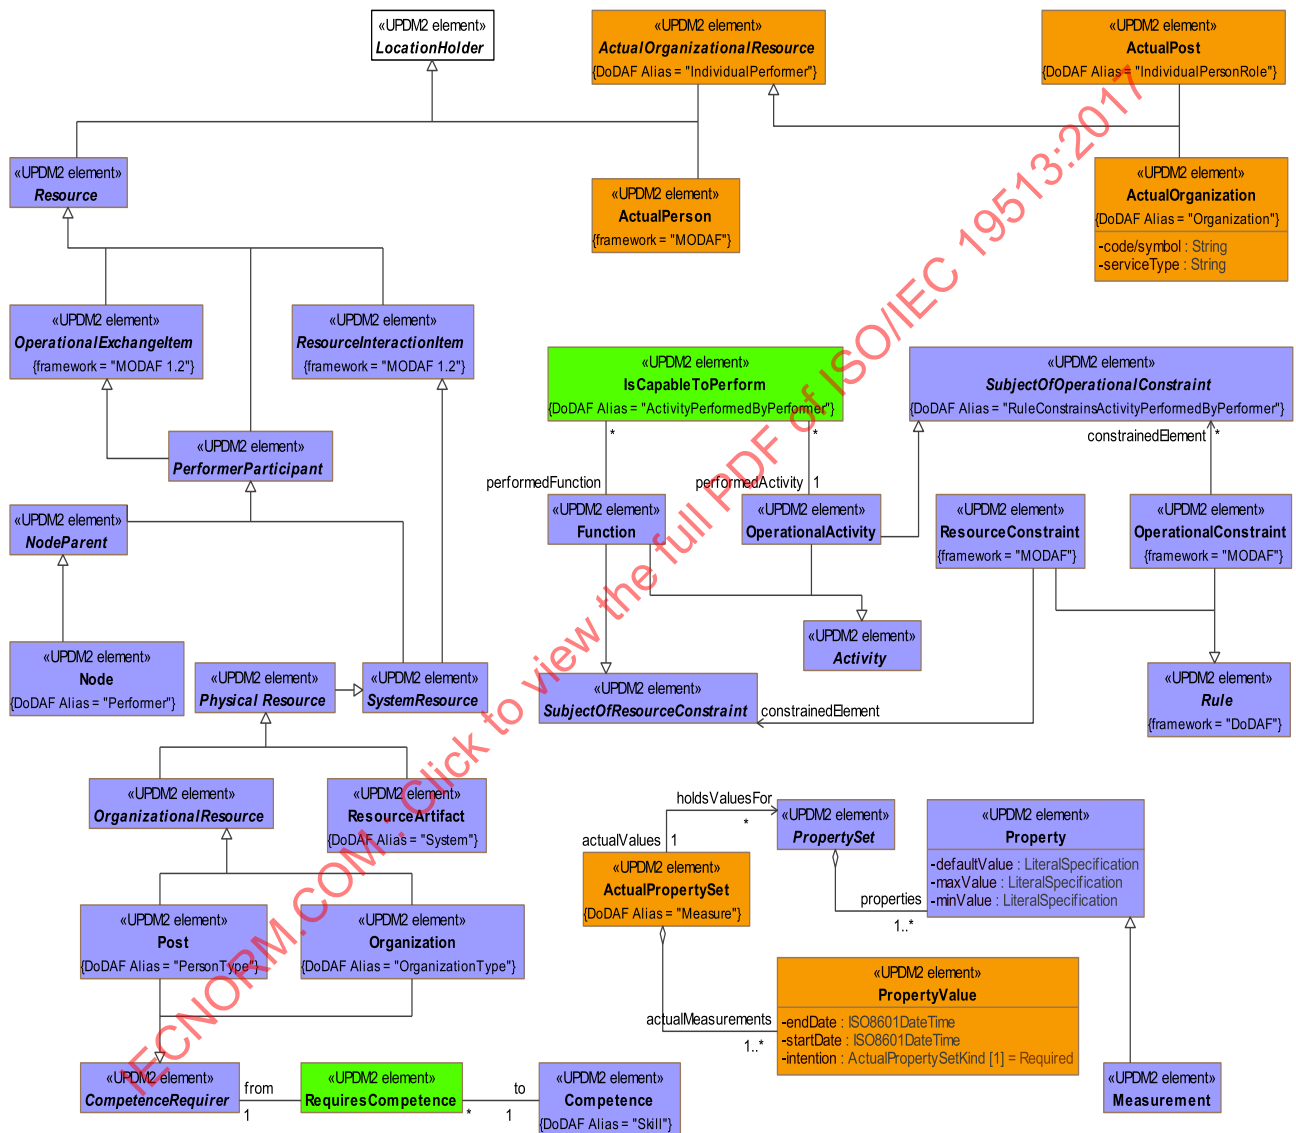 «UPDM2 element»
LocationHolder
«UPDM2 element»
ActualOrganizationalResource
{DoDAF Alias = "IndividualPerformer"}
«UPDM2 element»
ActualPost
{DoDAF Alias = "IndividualPersonRole"}
«UPDM2 element»
Resource
«UPDM2 element»
ActualPerson
{framework = "MODAF"}
«UPDM2 element»
ActualOrganization
{DoDAF Alias = "Organization"}
-code/symbol : String
-serviceType : String
«UPDM2 element»
OperationalExchangeItem
{framework = "MODAF 1.2"}
«UPDM2 element»
ResourceInteractionItem
{framework = "MODAF 1.2"}
«UPDM2 element»
IsCapableToPerform
{DoDAF Alias = "ActivityPerformedByPerformer"}
«UPDM2 element»
SubjectOfOperationalConstraint
{DoDAF Alias = "RuleConstrainsActivityPerformedByPerformer"}
* * constrainedElement *
«UPDM2 element»
PerformerParticipant
performedFunction performedActivity 1
«UPDM2 element»
NodeParent
«UPDM2 element»
Function
«UPDM2 element»
OperationalActivity
«UPDM2 element»
ResourceConstraint
{framework = "MODAF"}
«UPDM2 element»
OperationalConstraint
{framework = "MODAF"}
«UPDM2 element»
Activity
«UPDM2 element»
Node
{DoDAF Alias = "Performer"}
«UPDM2 element»
Physical Resource
«UPDM2 element»
SystemResource
«UPDM2 element»
SubjectOfResourceConstraint
constrainedElement
«UPDM2 element»
Rule
{framework = "DoDAF"}
«UPDM2 element»
OrganizationalResource
«UPDM2 element»
ResourceArtifact
{DoDAF Alias = "System"}
holdsValuesFor
*
actualValues 1
«UPDM2 element»
PropertySet
«UPDM2 element»
Property
-defaultValue : LiteralSpecification
-maxValue : LiteralSpecification
-minValue : LiteralSpecification
«UPDM2 element»
ActualPropertySet
{DoDAF Alias = "Measure"}
properties
1..*
«UPDM2 element»
Post
{DoDAF Alias = "PersonType"}
«UPDM2 element»
Organization
{DoDAF Alias = "OrganizationType"}
«UPDM2 element»
PropertyValue
-endDate : ISO8601DateTime
-startDate : ISO8601DateTime
-intention : ActualPropertySetKind [1] = Required
actualMeasurements
1..*
«UPDM2 element»
CompetenceRequirer
from
1
«UPDM2 element»
RequiresCompetence
to
* 1
«UPDM2 element»
Competence
{DoDAF Alias = "Skill"}
«UPDM2 element»
Measurement
IECNORM.COM : Click to view the full PDF of ISO/IEC 19513:2017